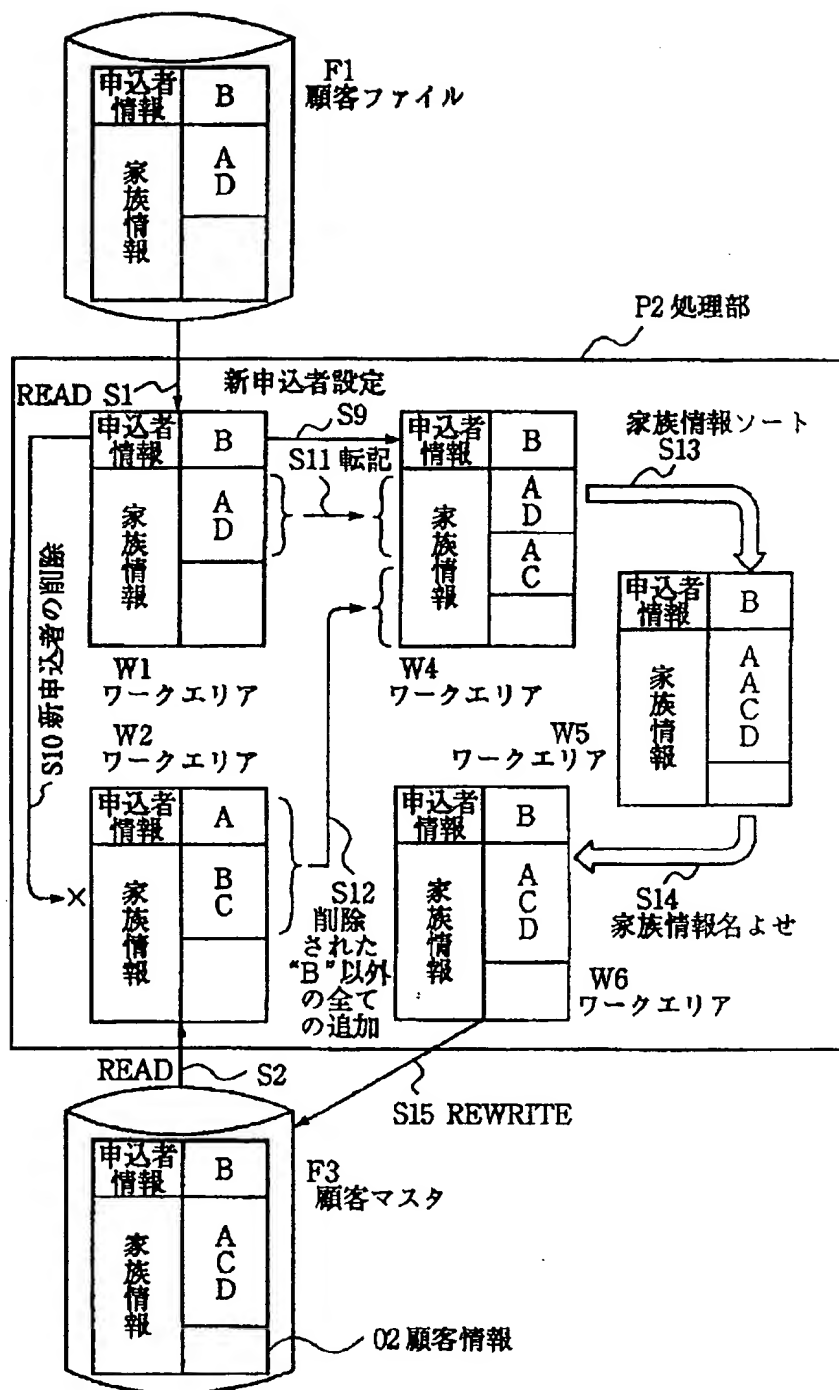 申込者
情報
B
家族情報
A
D
F1
顧客ファイル
P2 処理部
READ S1
新申込者設定
申込者
情報
B
家族情報
A
D
S9
S11 転記
申込者
情報
B
家族情報
A
D
A
C
家族情報ソート
S13
S10 新申込者の削除
W1
ワークエリア
W4
ワークエリア
申込者
情報
B
家族情報
A
A
C
D
W5
ワークエリア
W2
ワークエリア
申込者
情報
A
家族情報
B
C
×
S12
削除
された
“B”以外
の全て
の追加
申込者
情報
B
家族情報
A
C
D
S14
家族情報名よせ
W6
ワークエリア
READ
S2
S15 REWRITE
申込者
情報
B
家族情報
A
C
D
F3
顧客マスタ
02 顧客情報